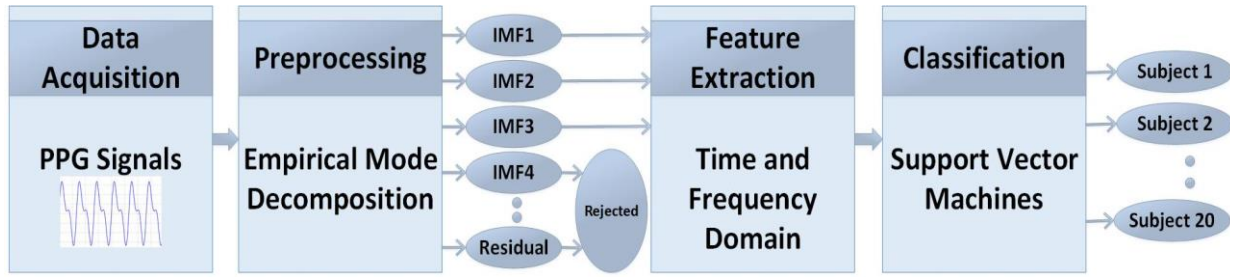 Data
Acquisition
PPG Signals
Preprocessing
Empirical Mode
Decomposition
IMF1
IMF2
IMF3
IMF4
Residual
Rejected
Feature
Extraction
Time and
Frequency
Domain
Classification
Support Vector
Machines
Subject 1
Subject 2
Subject 20